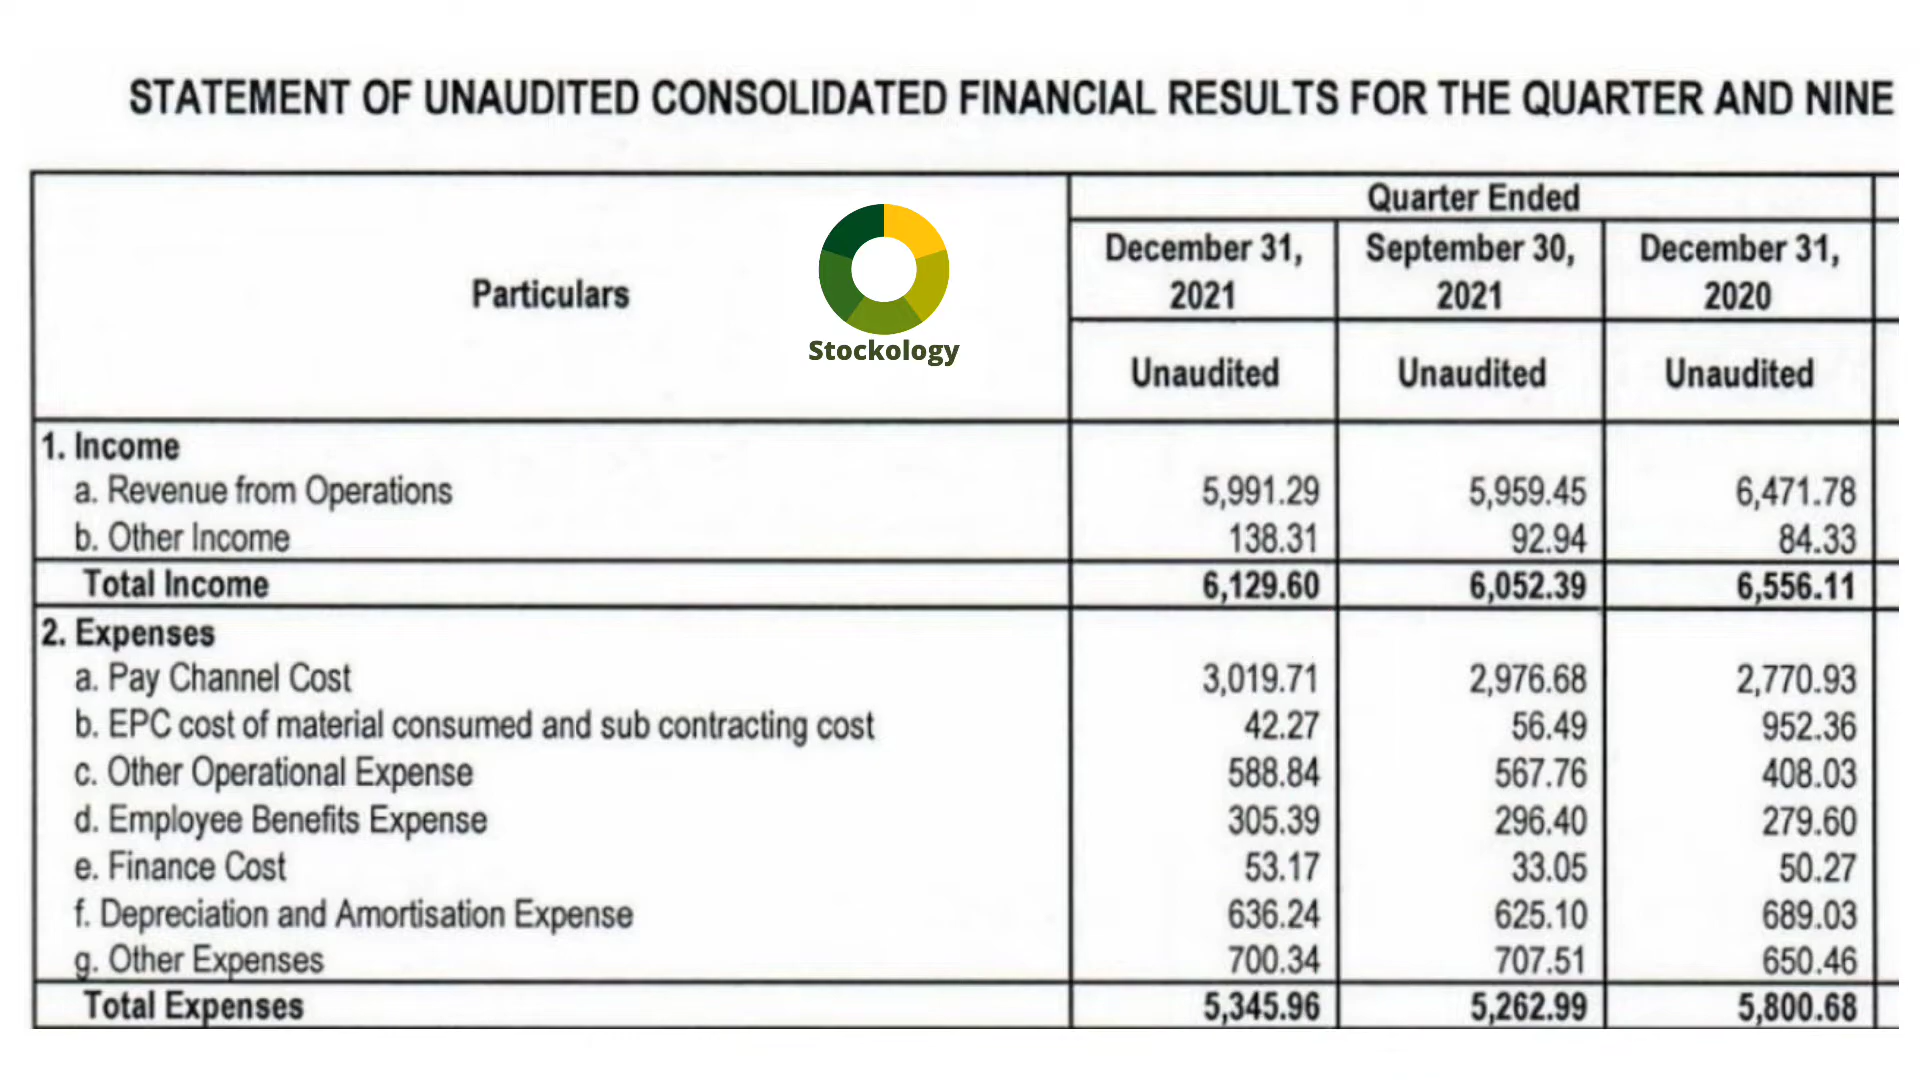 STATEMENT OF UNAUDITED CONSOLIDATED FINANCIAL RESULTS FOR THE QUARTER AND NINE
Particulars
Stockology
Quarter Ended
December 31, 2021 September 30, 2021 December 31, 2020
Unaudited Unaudited Unaudited
1. Income
a. Revenue from Operations 5,991.29 5,959.45 6,471.78
b. Other Income 138.31 92.94 84.33
Total Income 6,129.60 6,052.39 6,556.11
2. Expenses
a. Pay Channel Cost 3,019.71 2,976.68 2,770.93
b. EPC cost of material consumed and sub contracting cost 42.27 56.49 952.36
c. Other Operational Expense 588.84 567.76 408.03
d. Employee Benefits Expense 305.39 296.40 279.60
e. Finance Cost 53.17 33.05 50.27
f. Depreciation and Amortisation Expense 636.24 625.10 689.03
g. Other Expenses 700.34 707.51 650.46
Total Expenses 5,345.96 5,262.99 5,800.68